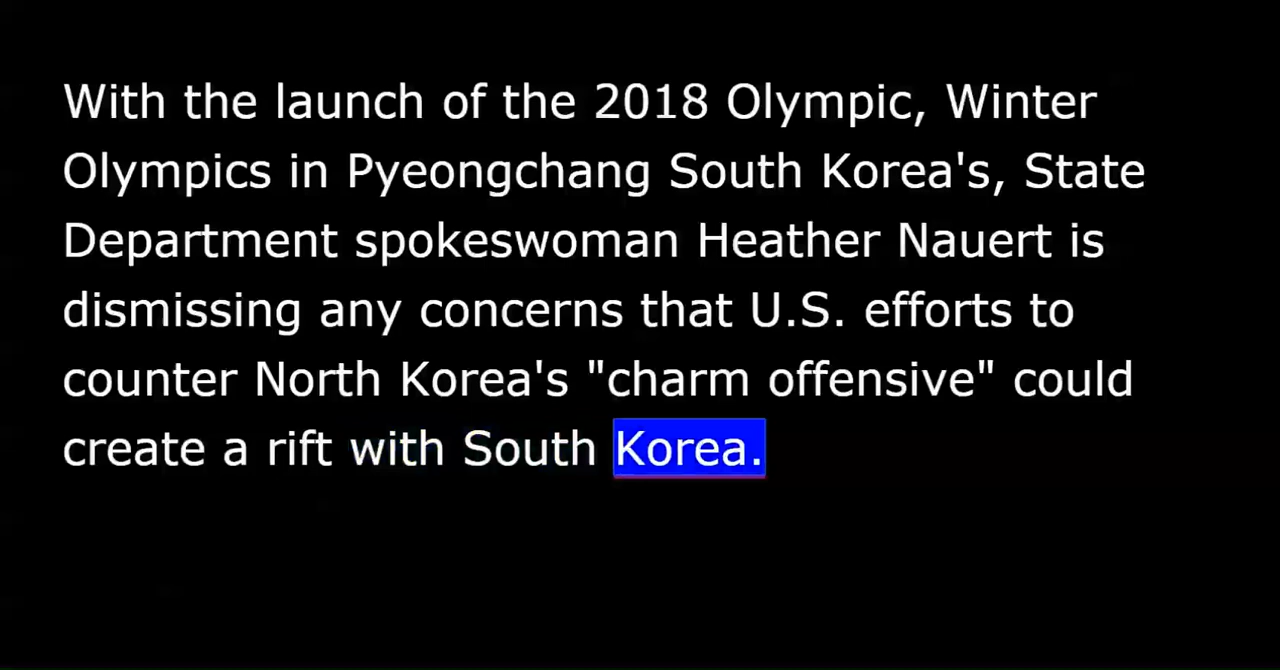 With the launch of the 2018 Olympic, Winter
Olympics in Pyeongchang South Korea's, State
Department spokeswoman Heather Nauert is
dismissing any concerns that U.S. efforts to
counter North Korea's "charm offensive" could
create a rift with South Korea.